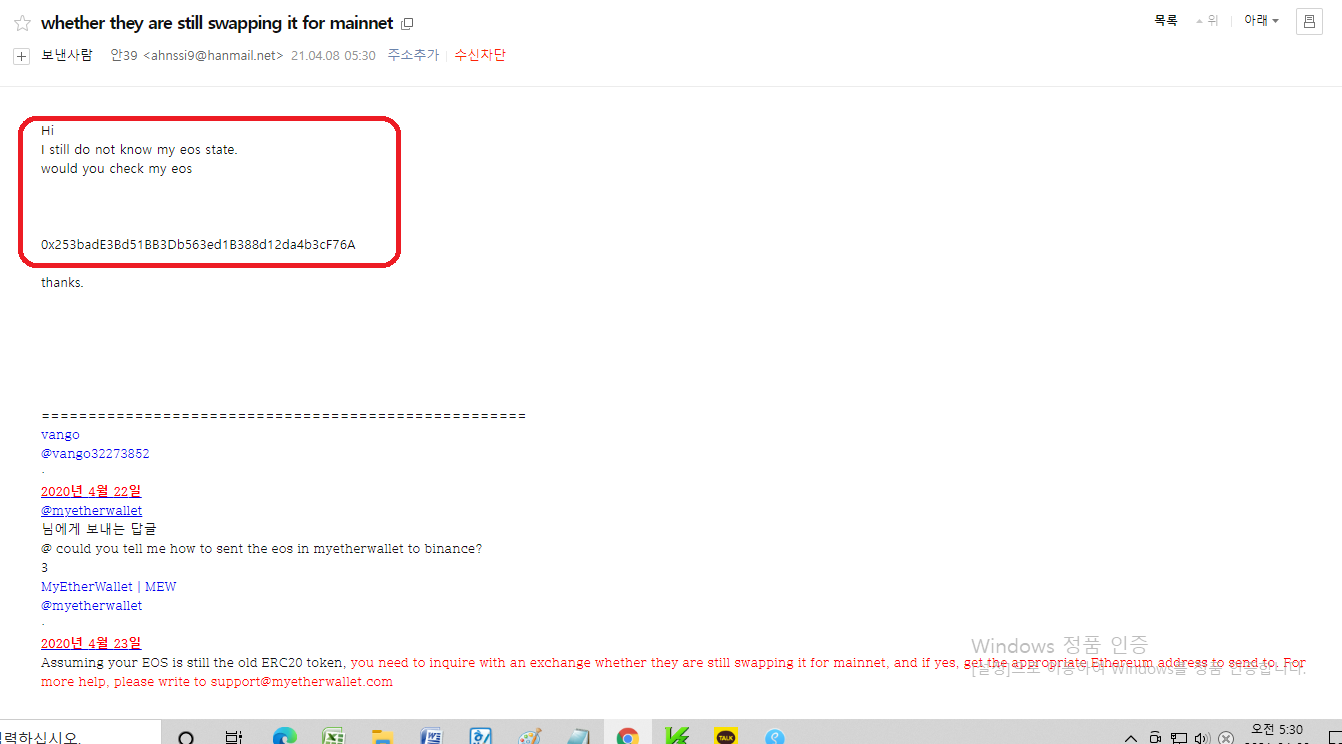 whether they are still swapping it for mainnet
목록 위 아래
보낸사람 안39 <ahnssi9@hanmail.net> 21.04.08 05:30 주소추가 수신차단
Hi
I still do not know my eos state.
would you check my eos
0x253badE3Bd51BB3Db563ed1B388d12da4b3cF76A
thanks.
====================================================
vango
@vango32273852
·
2020년 4월 22일
@myetherwallet
님에게 보내는 답글
@ could you tell me how to sent the eos in myetherwallet to binance?
3
MyEtherWallet | MEW
@myetherwallet
·
2020년 4월 23일
Assuming your EOS is still the old ERC20 token, you need to inquire with an exchange whether they are still swapping it for mainnet, and if yes, get the appropriate Ethereum address to send to. For
more help, please write to support@myetherwallet.com
Windows 정품 인증
[설정]으로 이동하여 Windows를 정품 인증합니다.
력하십시오.
TALK
오전 5:30